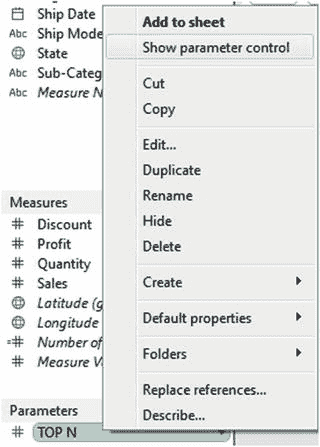 Ship Date
Abc Ship Mode
State
Abc Sub-Categ
Abc Measure N
Measures
# Discount
# Profit
# Quantity
# Sales
Latitude (g
Longitude
=# Number of
# Measure V
Parameters
# TOP N
Add to sheet
Show parameter control
Cut
Copy
Edit...
Duplicate
Rename
Hide
Delete
Create
Default properties
Folders
Replace references...
Describe...